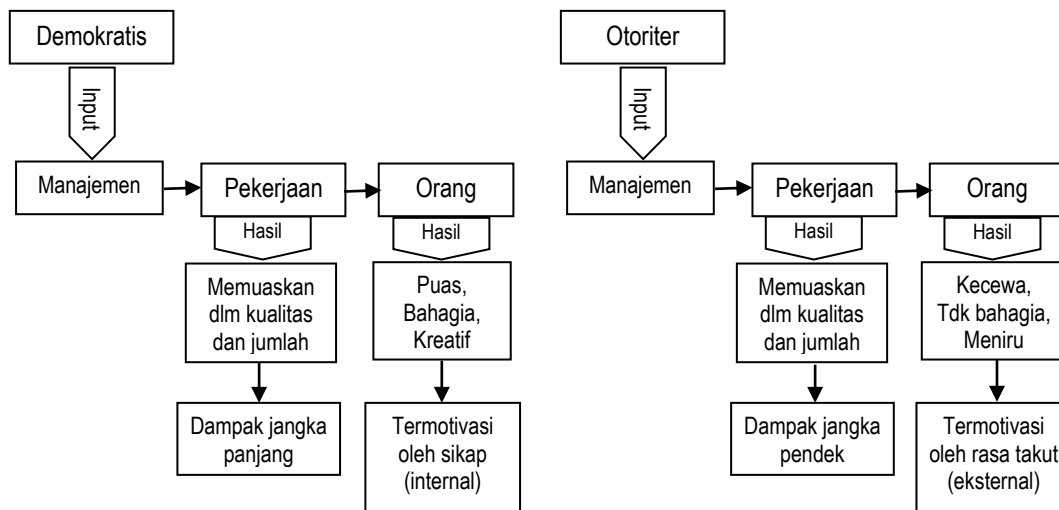 Demokratis
Input
Manajemen
Pekerjaan
Orang
Hasil
Hasil
Memuaskan
dlm kualitas
dan jumlah
Puas,
Bahagia,
Kreatif
Dampak jangka
panjang
Termotivasi
oleh sikap
(internal)
Otoriter
Input
Manajemen
Pekerjaan
Orang
Hasil
Hasil
Memuaskan
dlm kualitas
dan jumlah
Kecewa,
Tdk bahagia,
Meniru
Dampak jangka
pendek
Termotivasi
oleh rasa takut
(eksternal)